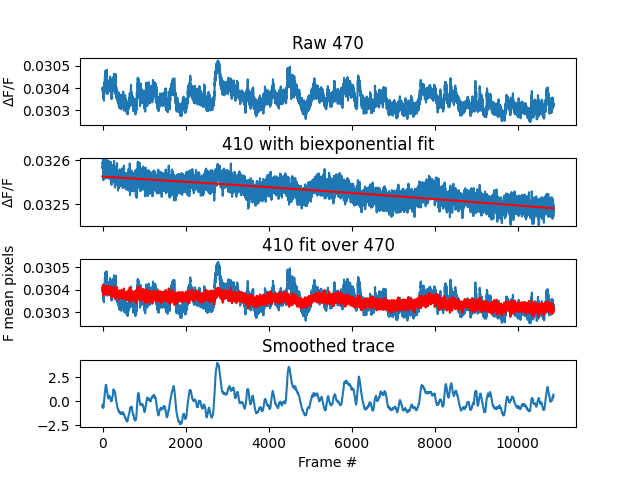 Raw 470
0.0305
0.0304
0.0303
ΔF/F
410 with biexponential fit
0.0326
0.0325
ΔF/F
410 fit over 470
0.0305
0.0304
0.0303
F mean pixels
Smoothed trace
2.5
0.0
−2.5
0 2000 4000 6000 8000 10000
Frame #